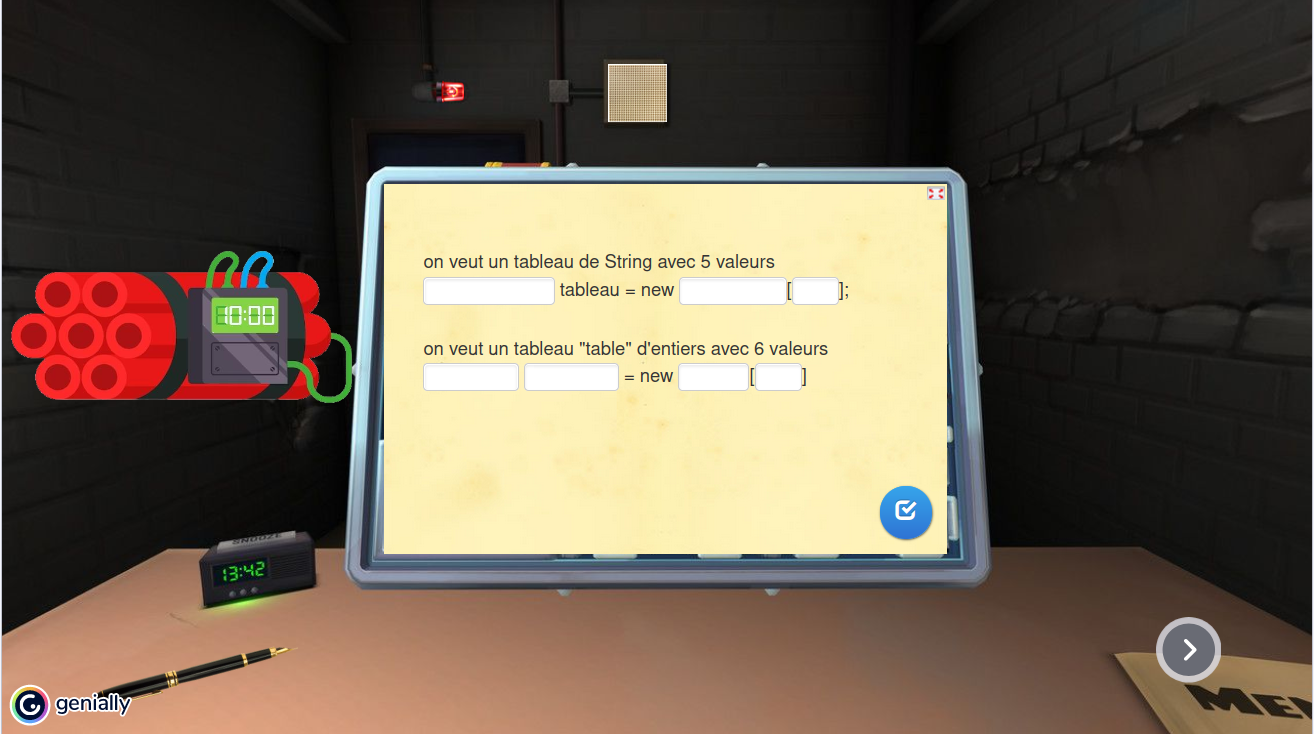 10:00
on veut un tableau de String avec 5 valeurs
tableau = new [ ];
on veut un tableau "table" d'entiers avec 6 valeurs
= new [ ]
SNOOZE
13:42
genially